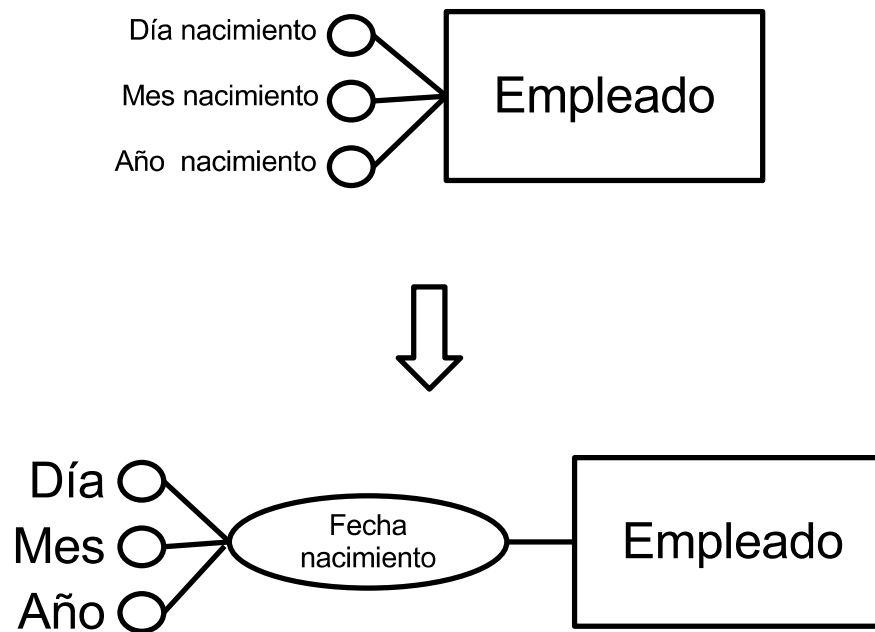 Día nacimiento
Mes nacimiento
Año nacimiento
Empleado
Día
Mes
Año
Fecha
nacimiento
Empleado